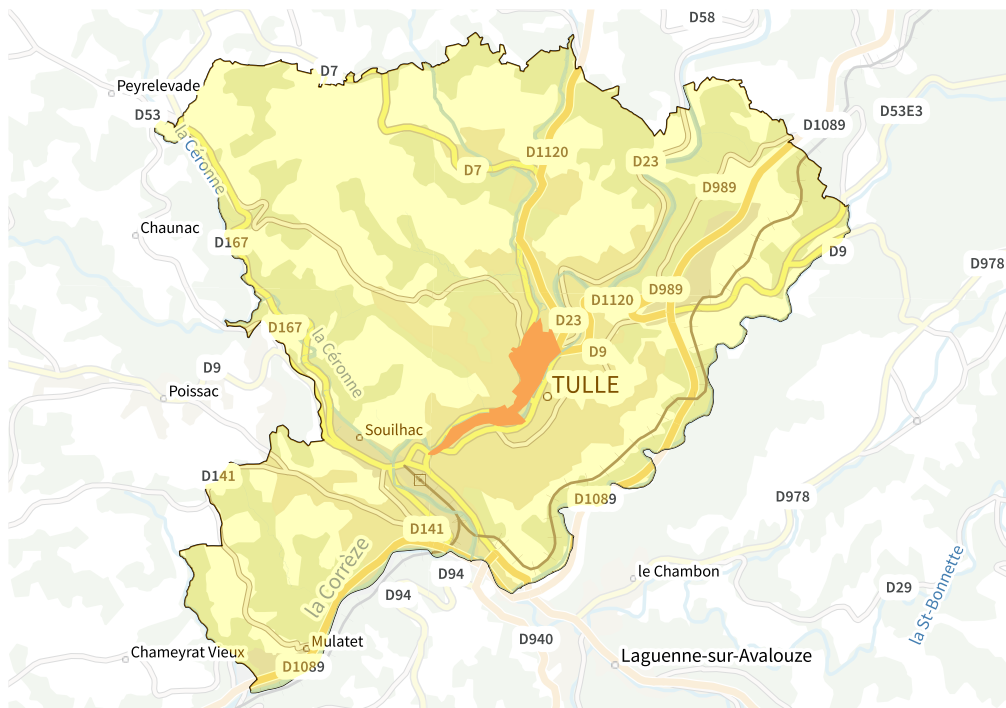 D58
D7
Peyrelevade
D53
D53E3
D1089
la Céronne
D1120
D23
D7
D989
Chaunac
D167
D9
D978
D989
D1120
D23
D167
la Céronne
D9
D9
TULLE
Poissac
Souilhac
D141
D1089
D978
D141
la Corrèze
D94
le Chambon
D94
D29
la St-Bonnette
D940
Mulatet
Chameyrat Vieux
D1089
Laguenne-sur-Avalouze